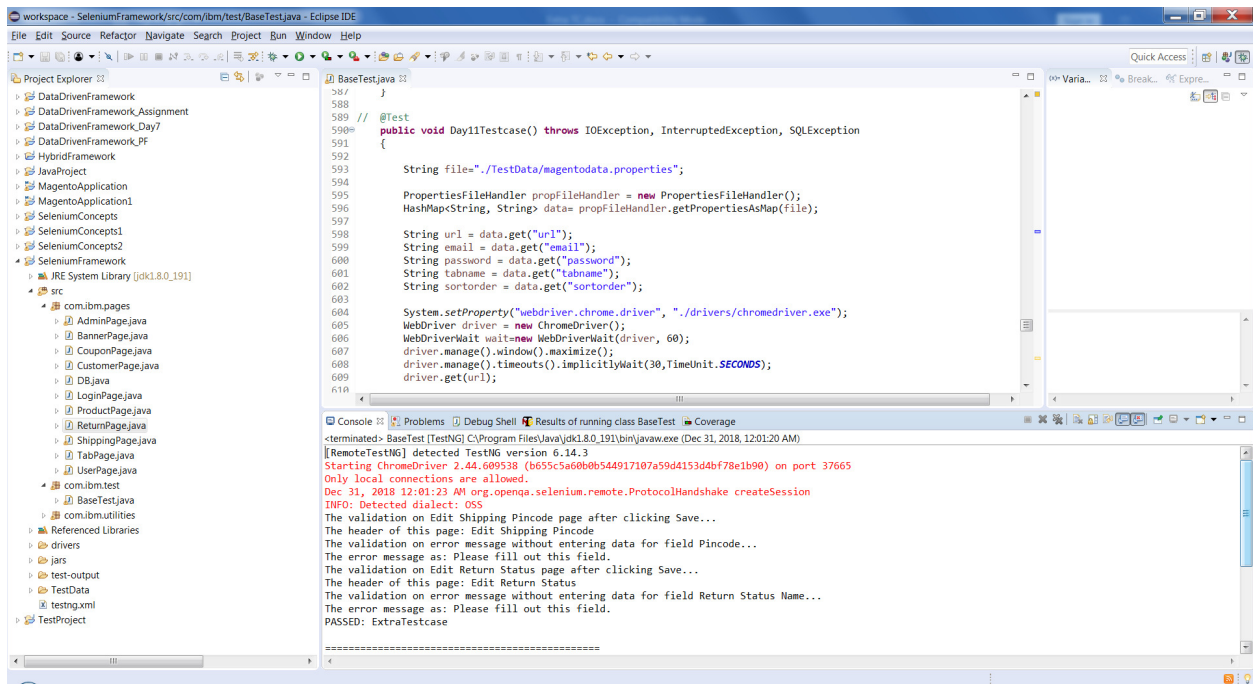 workspace - SeleniumFramework/src/com/ibm/test/BaseTest.java - Eclipse IDE
File Edit Source Refactor Navigate Search Project Run Window Help
Quick Access
Project Explorer
DataDrivenFramework
DataDrivenFramework_Assignment
DataDrivenFramework_Day7
DataDrivenFramework_PF
HybridFramework
JavaProject
MagentoApplication
MagentoApplication1
SeleniumConcepts
SeleniumConcepts1
SeleniumConcepts2
SeleniumFramework
JRE System Library [jdk1.8.0_191]
src
com.ibm.pages
AdminPage.java
BannerPage.java
CouponPage.java
CustomerPage.java
DB.java
LoginPage.java
ProductPage.java
ReturnPage.java
ShippingPage.java
TabPage.java
UserPage.java
com.ibm.test
BaseTest.java
com.ibm.utilities
Referenced Libraries
drivers
jars
test-output
TestData
testng.xml
TestProject
BaseTest.java
587 }
588
589 // @Test
590 public void Day11Testcase() throws IOException, InterruptedException, SQLException
591 {
592
593 String file="./TestData/magentodata.properties";
594
595 PropertiesFileHandler propFileHandler = new PropertiesFileHandler();
596 HashMap<String, String> data= propFileHandler.getPropertiesAsMap(file);
597
598 String url = data.get("url");
599 String email = data.get("email");
600 String password = data.get("password");
601 String tabname = data.get("tabname");
602 String sortorder = data.get("sortorder");
603
604 System.setProperty("webdriver.chrome.driver", "./drivers/chromedriver.exe");
605 WebDriver driver = new ChromeDriver();
606 WebDriverWait wait=new WebDriverWait(driver, 60);
607 driver.manage().window().maximize();
608 driver.manage().timeouts().implicitlyWait(30,TimeUnit.SECONDS);
609 driver.get(url);
610
Varia... Break... Expre...
Console Problems Debug Shell Results of running class BaseTest Coverage
<terminated> BaseTest [TestNG] C:\Program Files\Java\jdk1.8.0_191\bin\javaw.exe (Dec 31, 2018, 12:01:20 AM)
[RemoteTestNG] detected TestNG version 6.14.3
Starting ChromeDriver 2.44.609538 (b655c5a60b0b544917107a59d4153d4bf78e1b90) on port 37665
Only local connections are allowed.
Dec 31, 2018 12:01:23 AM org.openqa.selenium.remote.ProtocolHandshake createSession
INFO: Detected dialect: OSS
The validation on Edit Shipping Pincode page after clicking Save...
The header of this page: Edit Shipping Pincode
The validation on error message without entering data for field Pincode...
The error message as: Please fill out this field.
The validation on Edit Return Status page after clicking Save...
The header of this page: Edit Return Status
The validation on error message without entering data for field Return Status Name...
The error message as: Please fill out this field.
PASSED: ExtraTestcase
===============================================